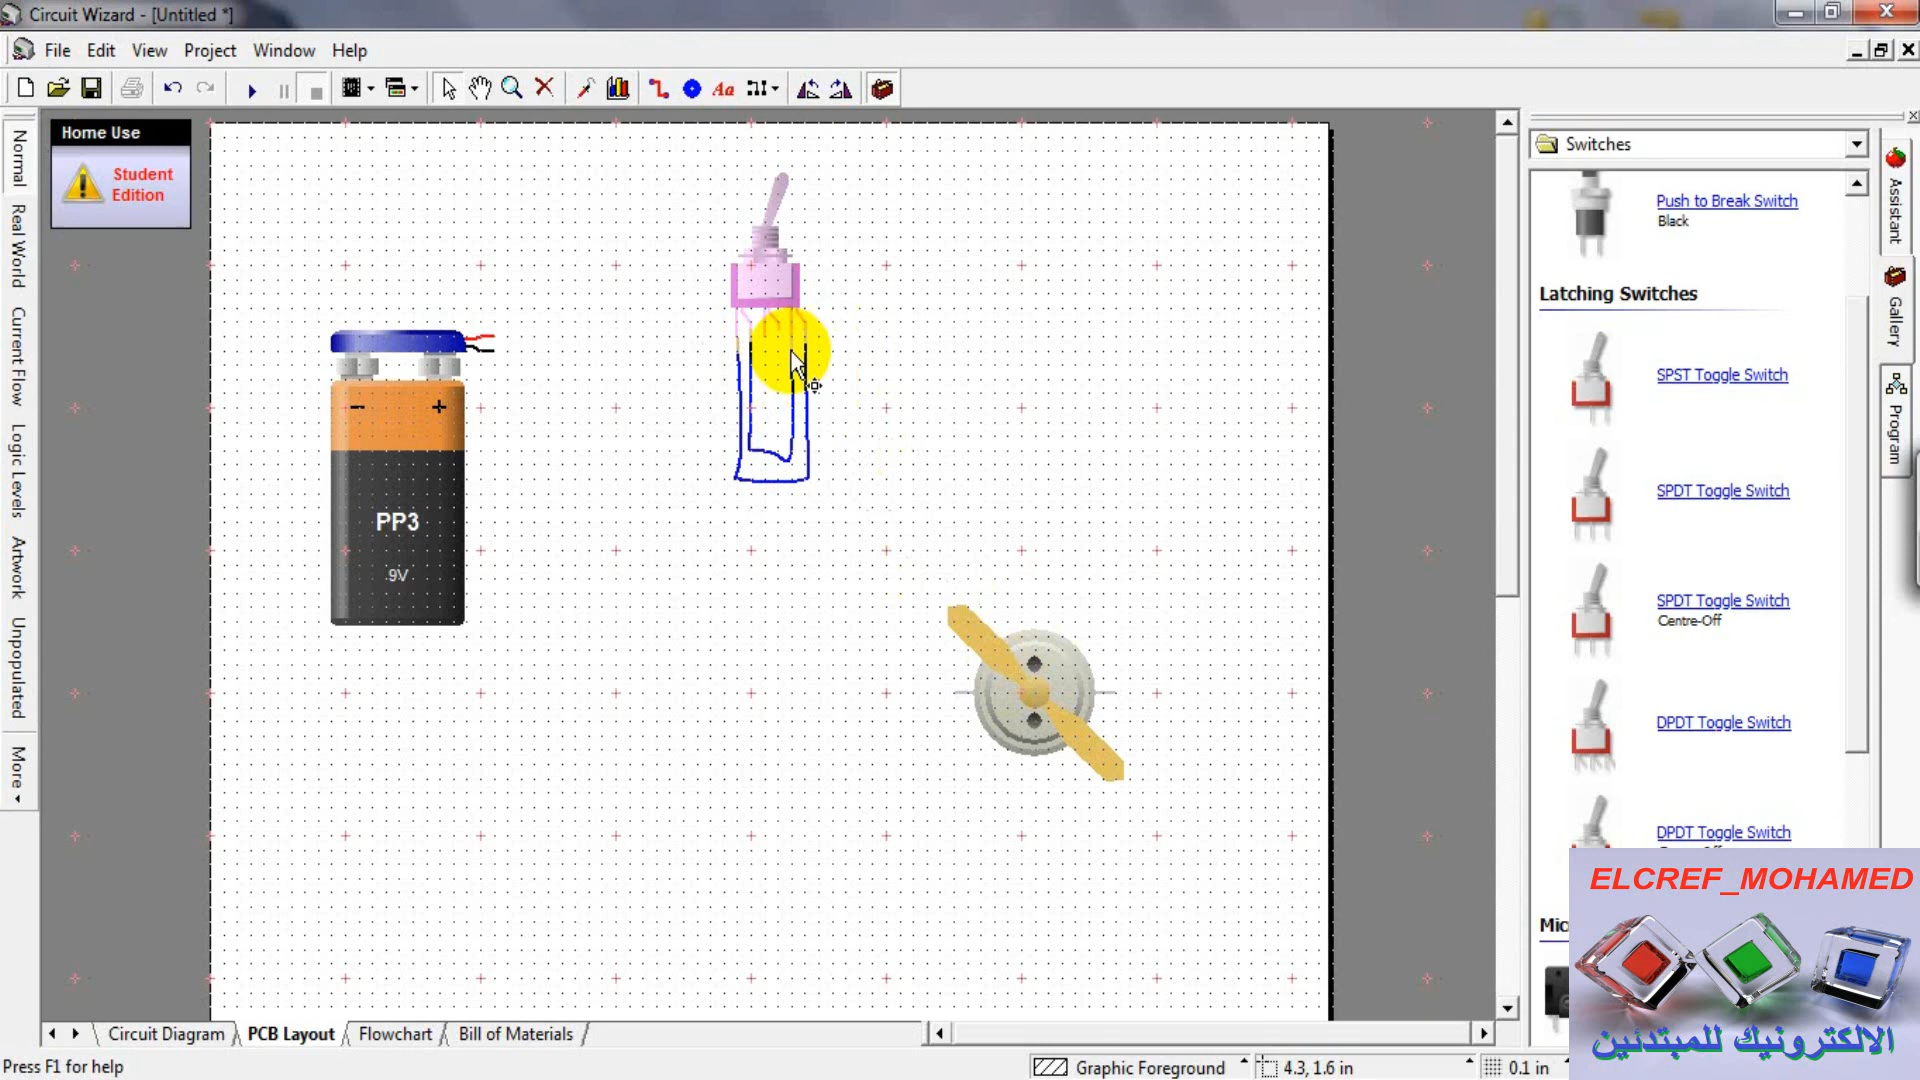 Circuit Wizard - [Untitled *]
File Edit View Project Window Help
Aa
Home Use
Student
Edition
Normal
Real World
Current Flow
Logic Levels
Artwork
Unpopulated
More
- +
PP3
9V
Switches
Push to Break Switch
Black
Latching Switches
SPST Toggle Switch
SPDT Toggle Switch
SPDT Toggle Switch
Centre-Off
DPDT Toggle Switch
DPDT Toggle Switch
Assistant
Gallery
Program
ELCREF_MOHAMED
الالكترونيك للمبتدئين
Circuit Diagram PCB Layout Flowchart Bill of Materials
Press F1 for help
Graphic Foreground
4.3, 1.6 in
0.1 in